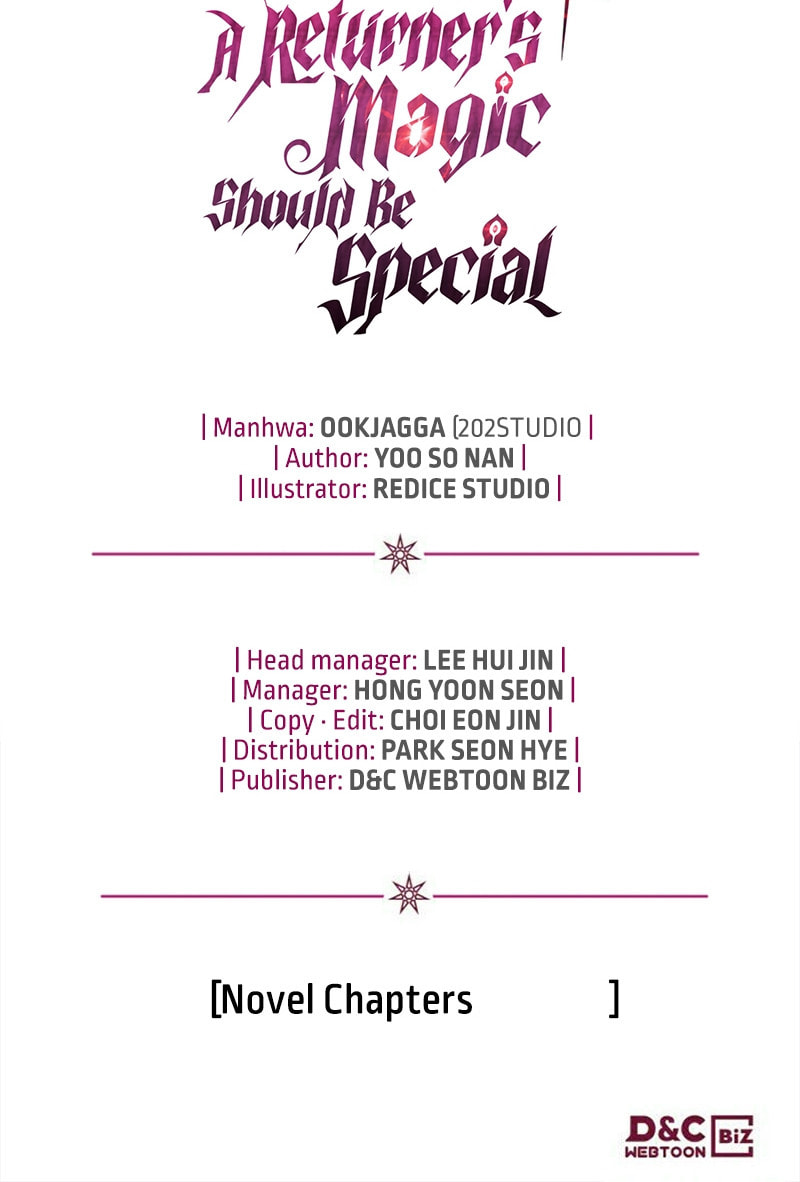 A Returner's
Magic
Should Be
Special
| Manhwa: OOKJAGGA (202STUDIO |
| Author: YOO SO NAN |
| Illustrator: REDICE STUDIO |
| Head manager: LEE HUI JIN |
| Manager: HONG YOON SEON |
| Copy · Edit: CHOI EON JIN |
| Distribution: PARK SEON HYE |
| Publisher: D&C WEBTOON BIZ |
[Novel Chapters ]
D&C
WEBTOON
BiZ